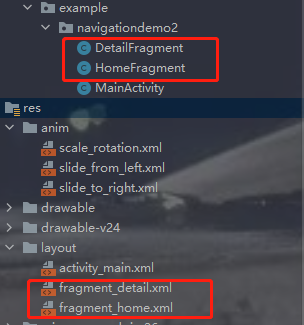 example
navigationdemo2
DetailFragment
HomeFragment
MainActivity
res
anim
scale_rotation.xml
slide_from_left.xml
slide_to_right.xml
drawable
drawable-v24
layout
activity_main.xml
fragment_detail.xml
fragment_home.xml